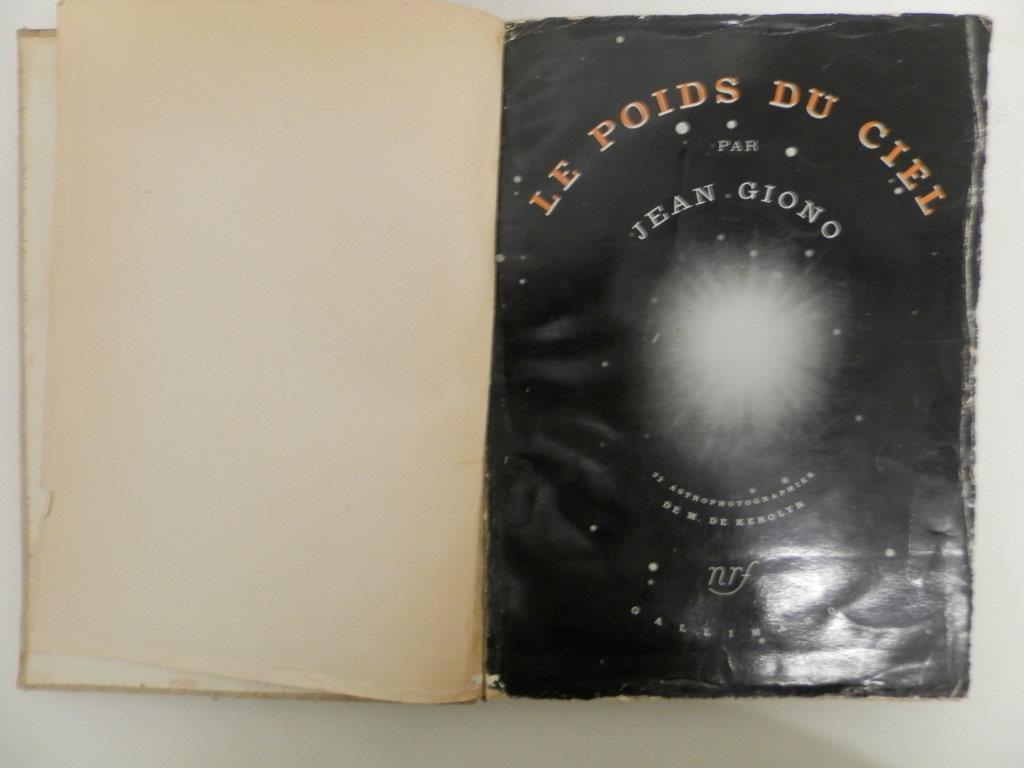 LE POIDS DU CIEL
PAR
JEAN GIONO
32 ASTROPHOTOGRAPHIES
DE M. DE KEROLYR
nrf